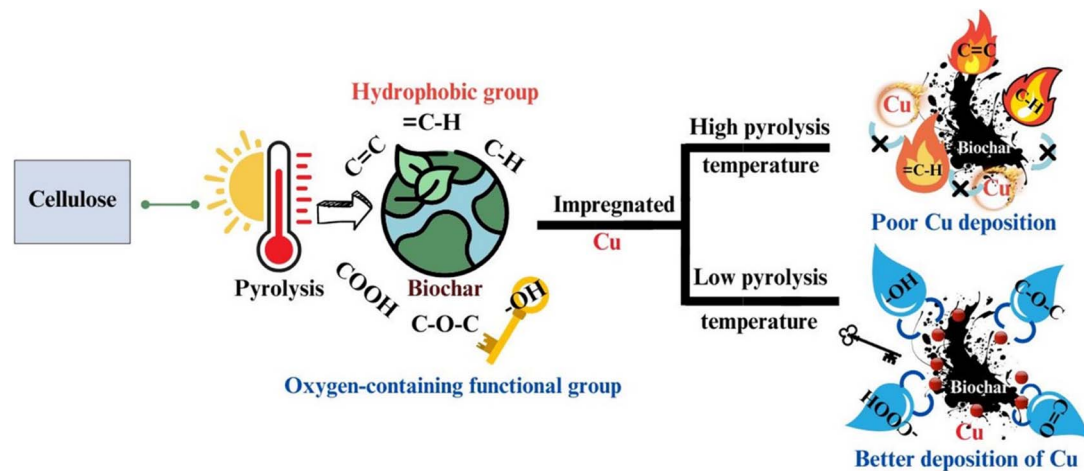 Cellulose
Pyrolysis
Hydrophobic group
=C-H
C=C
C-H
COOH
Biochar
C-O-C
-OH
Oxygen-containing functional group
Impregnated
Cu
High pyrolysis
temperature
Low pyrolysis
temperature
C=C
Cu
C-H
Biochar
=C-H
Cu
Poor Cu deposition
-OH
C-O-C
Biochar
-COOH
C=O
Cu
Better deposition of Cu